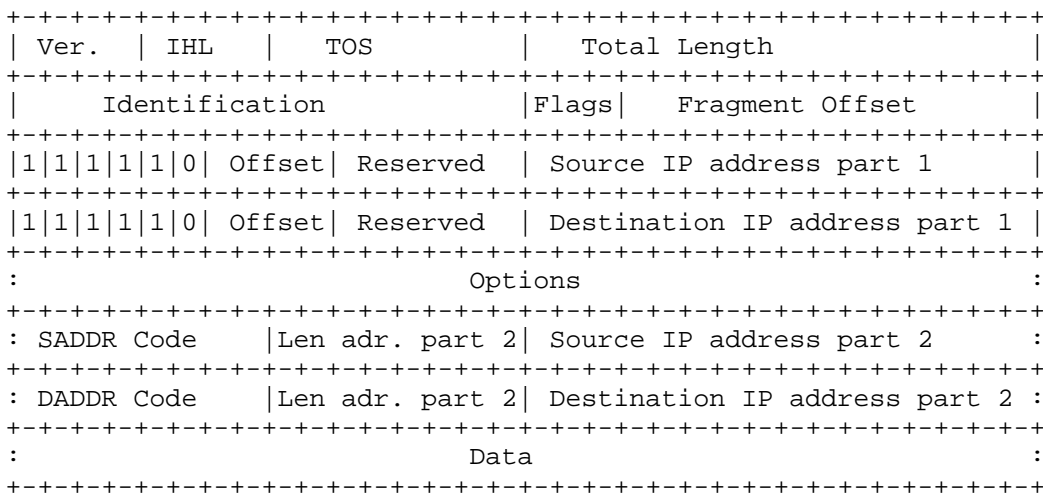 +-+-+-+-+-+-+-+-+-+-+-+-+-+-+-+-+-+-+-+-+-+-+-+-+-+-+-+-+-+-+-+-+
| Ver.  | IHL   |   TOS         |   Total Length                |
+-+-+-+-+-+-+-+-+-+-+-+-+-+-+-+-+-+-+-+-+-+-+-+-+-+-+-+-+-+-+-+-+
|     Identification            |Flags|   Fragment Offset       |
+-+-+-+-+-+-+-+-+-+-+-+-+-+-+-+-+-+-+-+-+-+-+-+-+-+-+-+-+-+-+-+-+
|1|1|1|1|1|0| Offset| Reserved  | Source IP address part 1      |
+-+-+-+-+-+-+-+-+-+-+-+-+-+-+-+-+-+-+-+-+-+-+-+-+-+-+-+-+-+-+-+-+
|1|1|1|1|1|0| Offset| Reserved  | Destination IP address part 1 |
+-+-+-+-+-+-+-+-+-+-+-+-+-+-+-+-+-+-+-+-+-+-+-+-+-+-+-+-+-+-+-+-+
:                            Options                            :
+-+-+-+-+-+-+-+-+-+-+-+-+-+-+-+-+-+-+-+-+-+-+-+-+-+-+-+-+-+-+-+-+
: SADDR Code    |Len adr. part 2| Source IP address part 2      :
+-+-+-+-+-+-+-+-+-+-+-+-+-+-+-+-+-+-+-+-+-+-+-+-+-+-+-+-+-+-+-+-+
: DADDR Code    |Len adr. part 2| Destination IP address part 2 :
+-+-+-+-+-+-+-+-+-+-+-+-+-+-+-+-+-+-+-+-+-+-+-+-+-+-+-+-+-+-+-+-+
:                            Data                               :
+-+-+-+-+-+-+-+-+-+-+-+-+-+-+-+-+-+-+-+-+-+-+-+-+-+-+-+-+-+-+-+-+